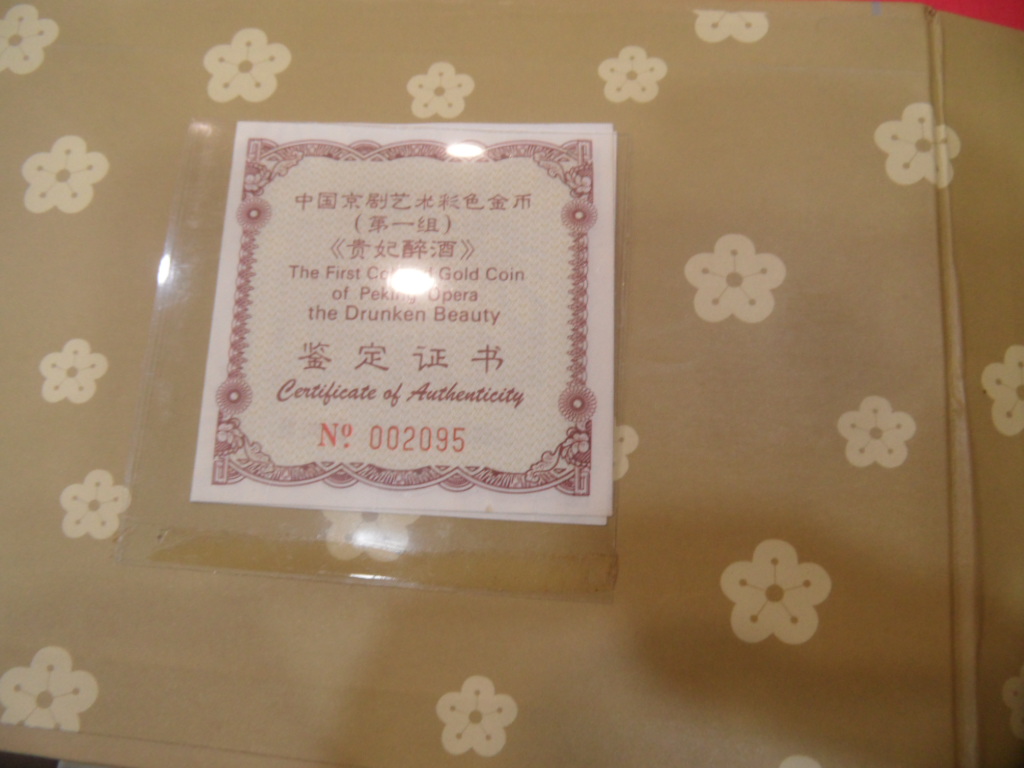 中国京剧艺术彩色金币
(第一组)
《贵妃醉酒》
The First Gold Coin
of Peking Opera
the Drunken Beauty
鉴定证书
Certificate of Authenticity
Nº 002095